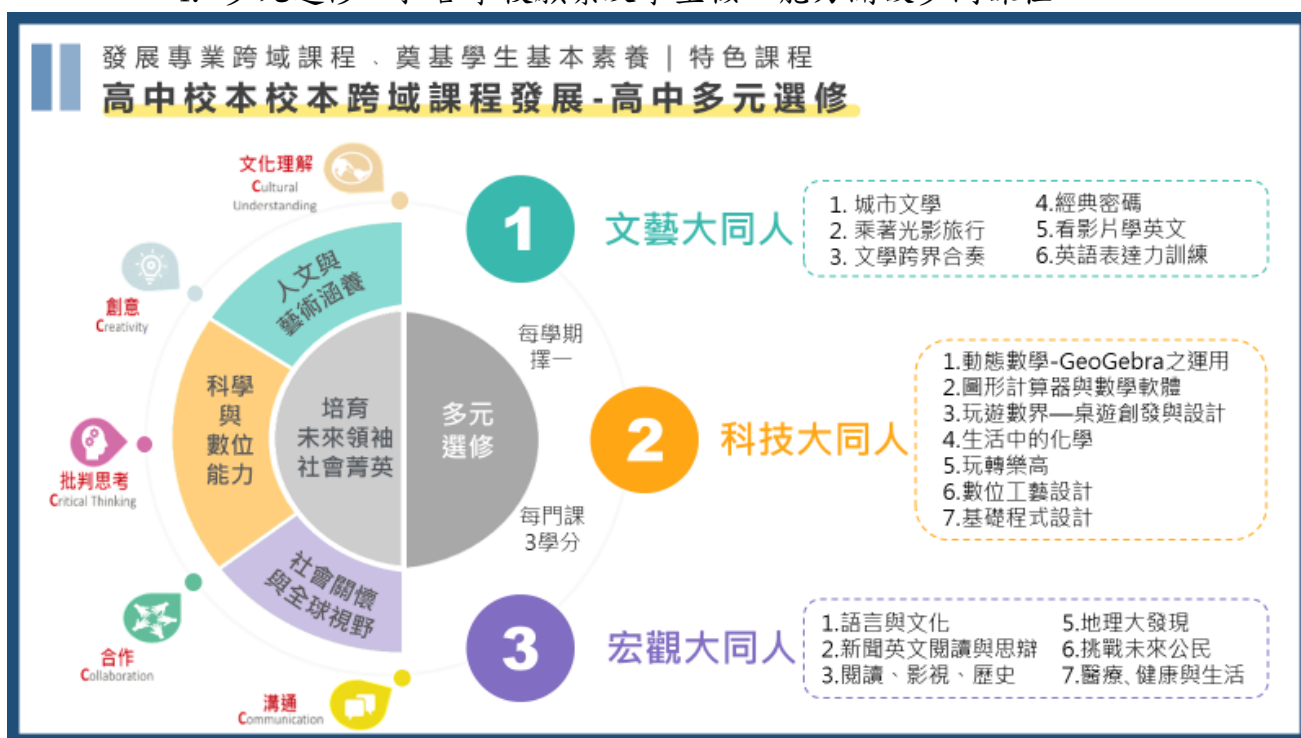 發展專業跨域課程、奠基學生基本素養｜特色課程
高中校本校本跨域課程發展-高中多元選修
文化理解
Cultural
Understanding
創意
Creativity
批判思考
Critical Thinking
合作
Collaboration
溝通
Communication
人文與
藝術涵養
科學
與
數位
能力
社會關懷
與全球視野
培育
未來領袖
社會菁英
多元
選修
每學期
擇一
每門課
3學分
1
文藝大同人
1. 城市文學
2. 乘著光影旅行
3. 文學跨界合奏
4.經典密碼
5.看影片學英文
6.英語表達力訓練
2
科技大同人
1.動態數學-GeoGebra之運用
2.圖形計算器與數學軟體
3.玩遊數界—桌遊創發與設計
4.生活中的化學
5.玩轉樂高
6.數位工藝設計
7.基礎程式設計
3
宏觀大同人
1.語言與文化
2.新聞英文閱讀與思辯
3.閱讀、影視、歷史
5.地理大發現
6.挑戰未來公民
7.醫療、健康與生活